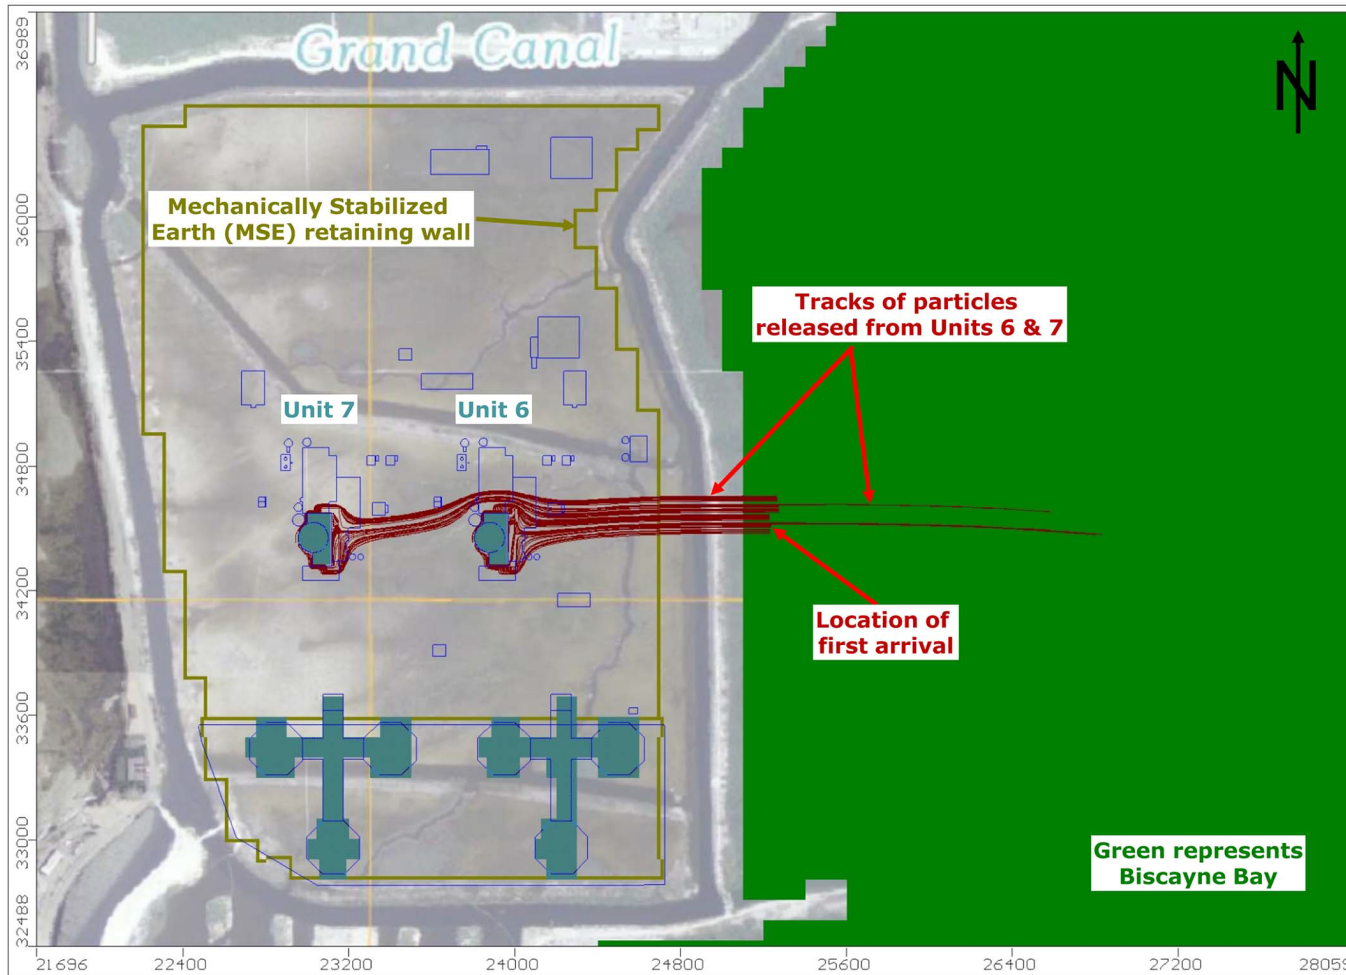 Grand Canal
N
Mechanically Stabilized
Earth (MSE) retaining wall
Tracks of particles
released from Units 6 & 7
Unit 7
Unit 6
Location of
first arrival
Green represents
Biscayne Bay
36989
36000
35400
34800
34200
33600
33000
32488
21696
22400
23200
24000
24800
25600
26400
27200
28059